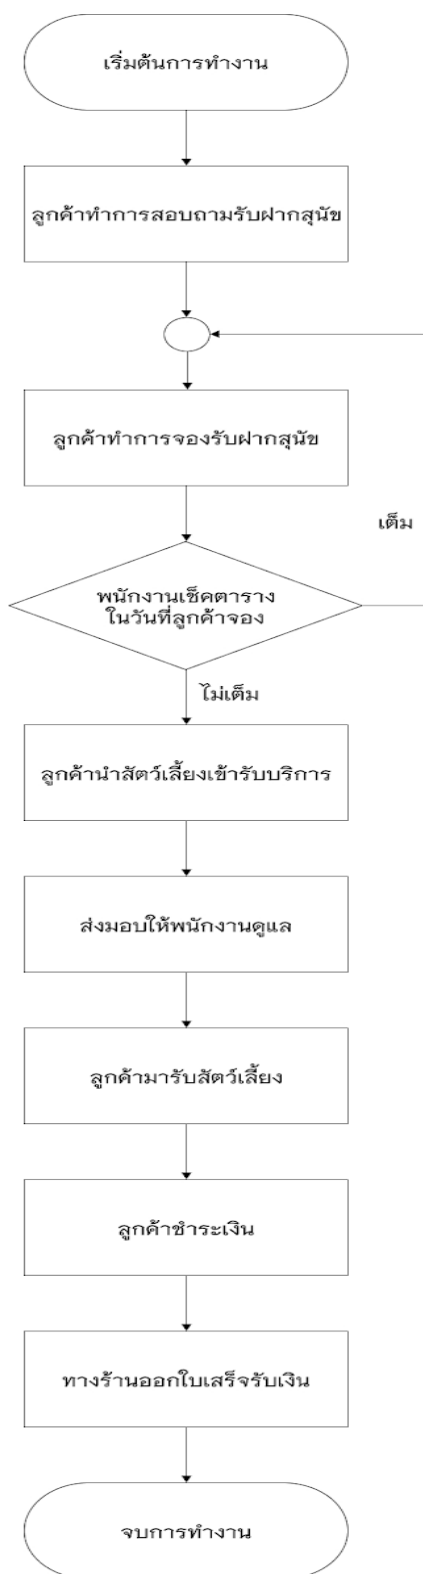 เริ่มต้นการทำงาน
ลูกค้าทำการสอบถามรับฝากสุนัข
ลูกค้าทำการจองรับฝากสุนัข
เต็ม
พนักงานเช็คตาราง
ในวันที่ลูกค้าจอง
ไม่เต็ม
ลูกค้านำสัตว์เลี้ยงเข้ารับบริการ
ส่งมอบให้พนักงานดูแล
ลูกค้ามารับสัตว์เลี้ยง
ลูกค้าชำระเงิน
ทางร้านออกใบเสร็จรับเงิน
จบการทำงาน